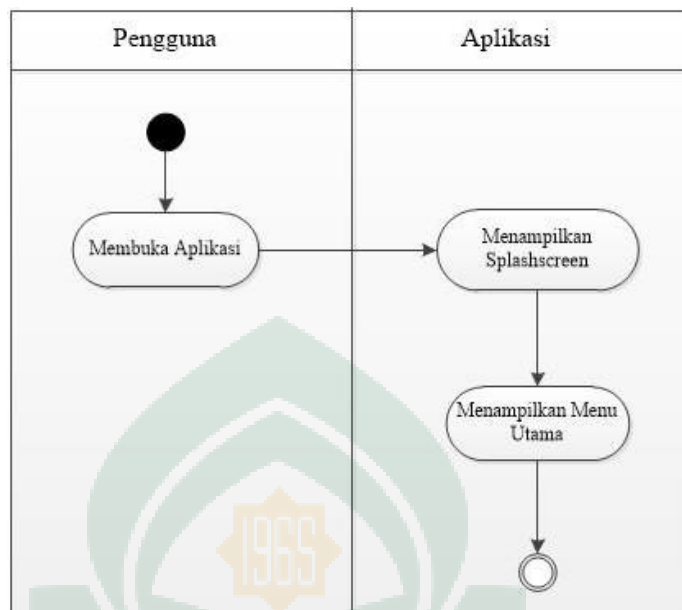 Pengguna
Aplikasi
Membuka Aplikasi
Menampilkan
Splashscreen
Menampilkan Menu
Utama
1965